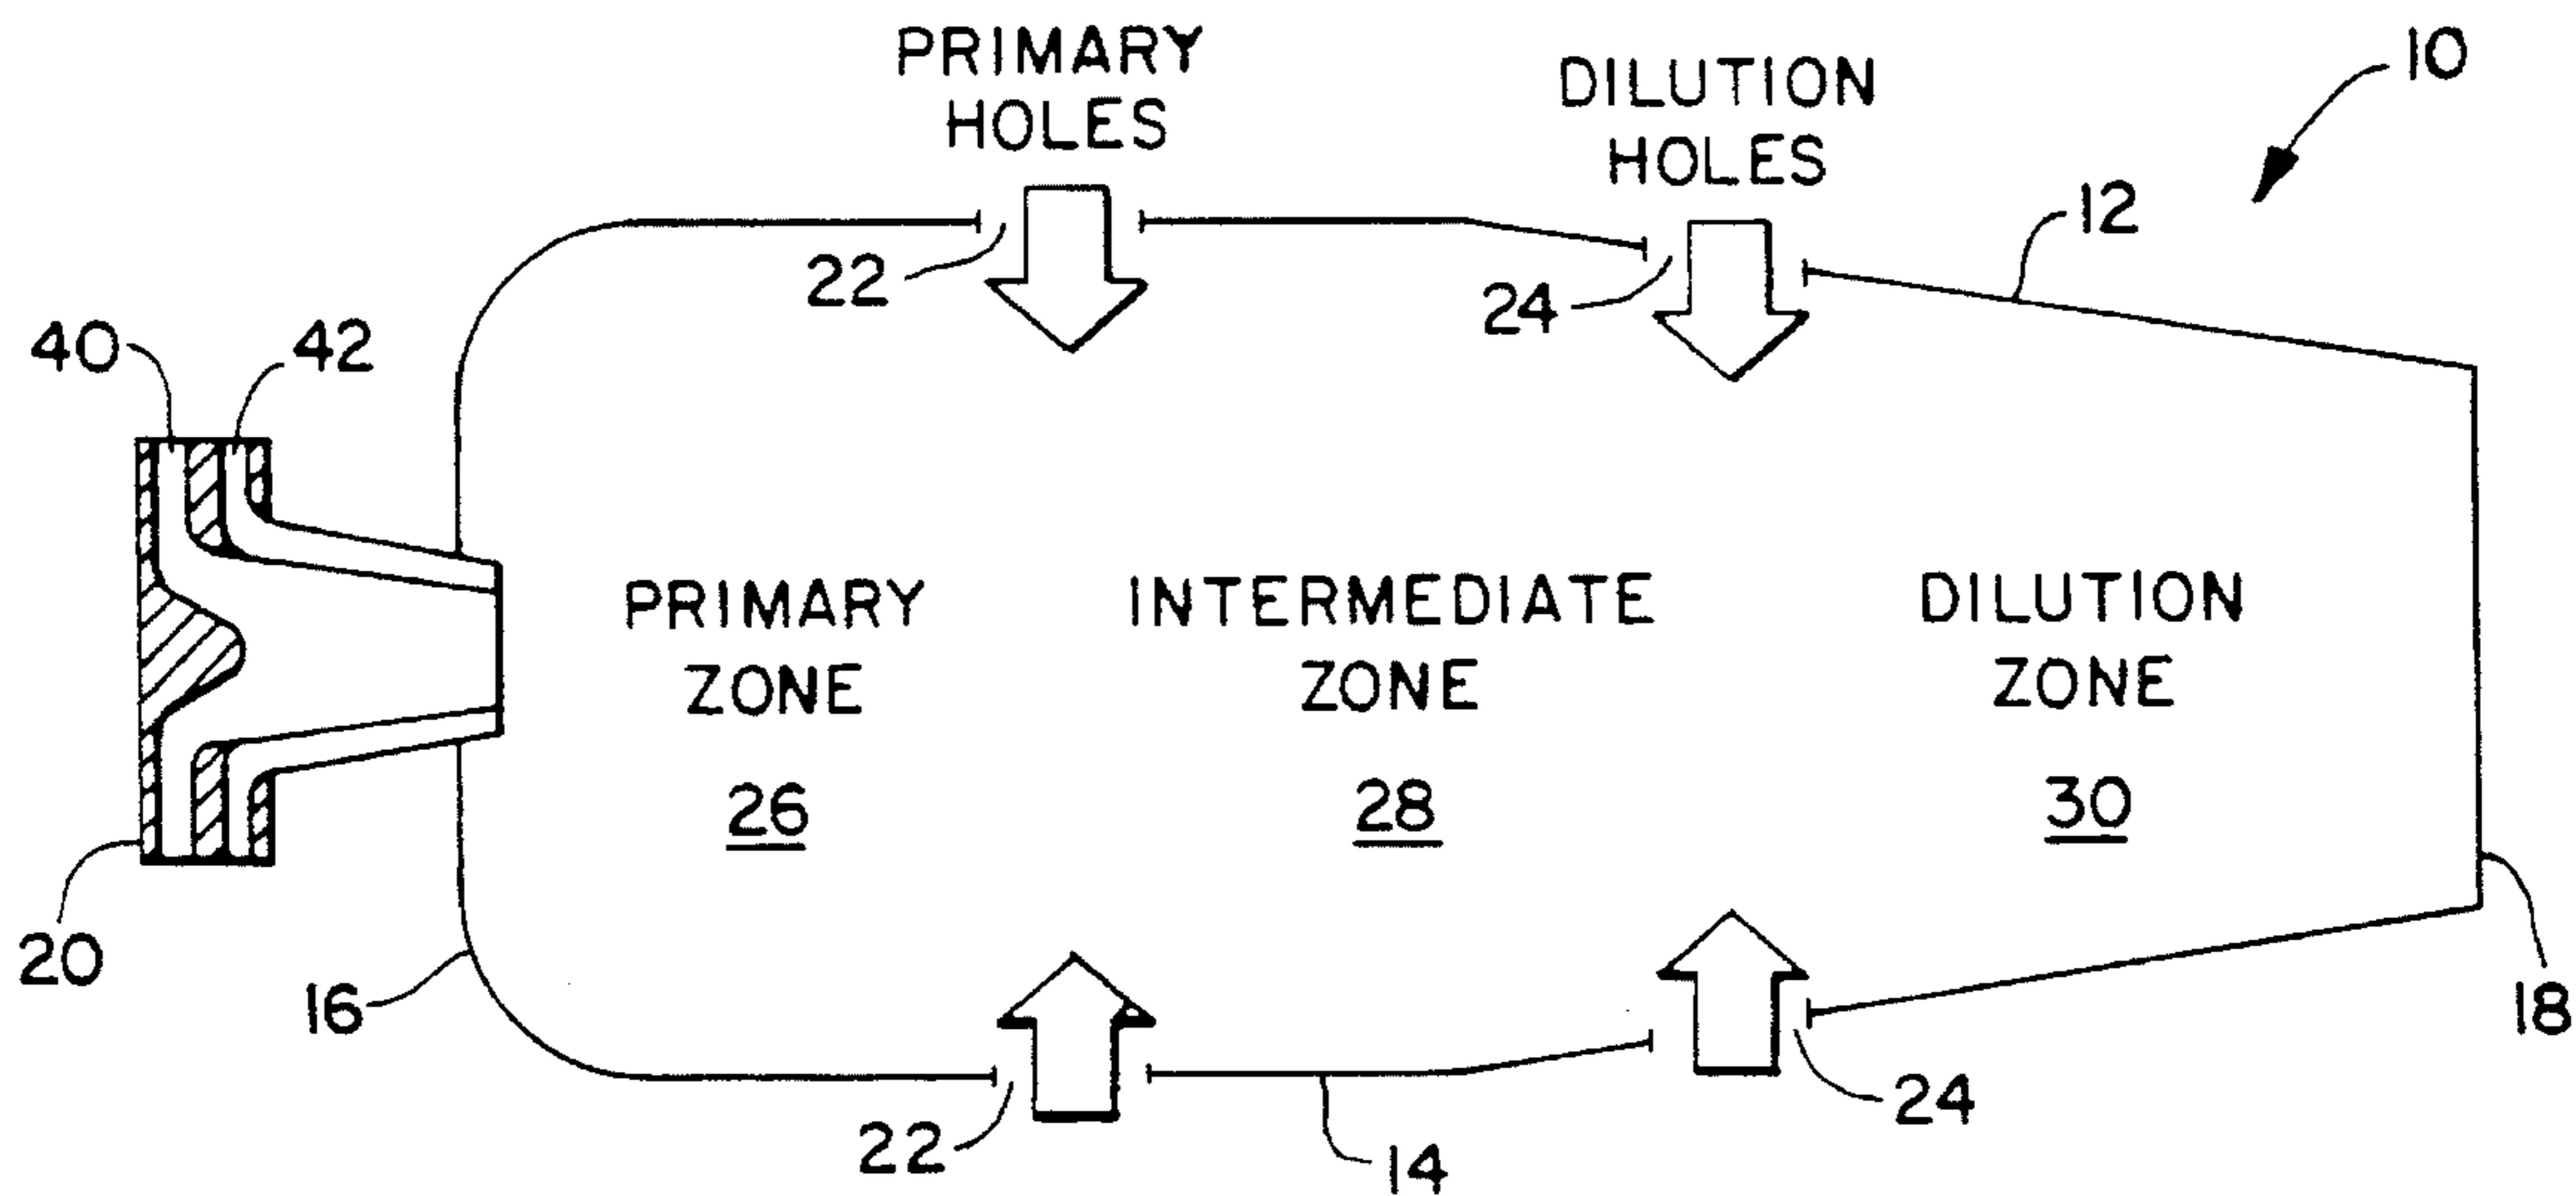 PRIMARY
HOLES
DILUTION
HOLES
10
12
22
24
40
42
PRIMARY
ZONE
26
INTERMEDIATE
ZONE
28
DILUTION
ZONE
30
20
16
18
22
14
24